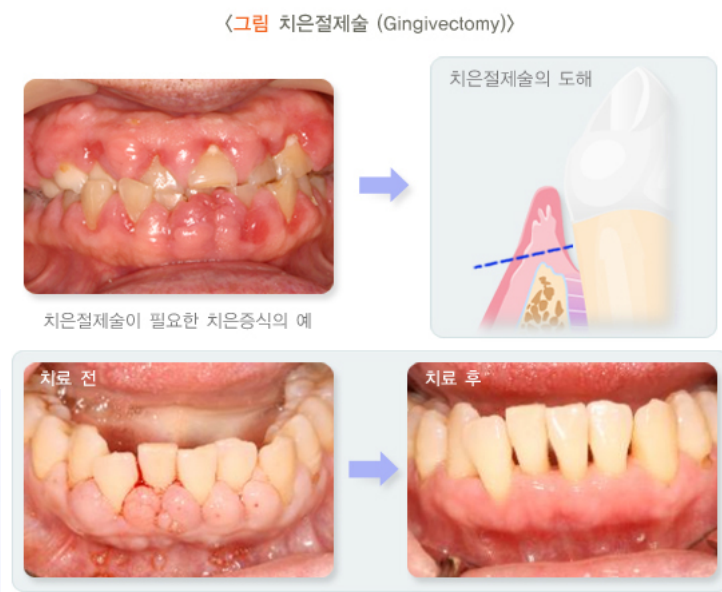 〈그림 치은절제술 (Gingivectomy)〉
치은절제술의 도해
치은절제술이 필요한 치은증식의 예
치료 전
치료 후